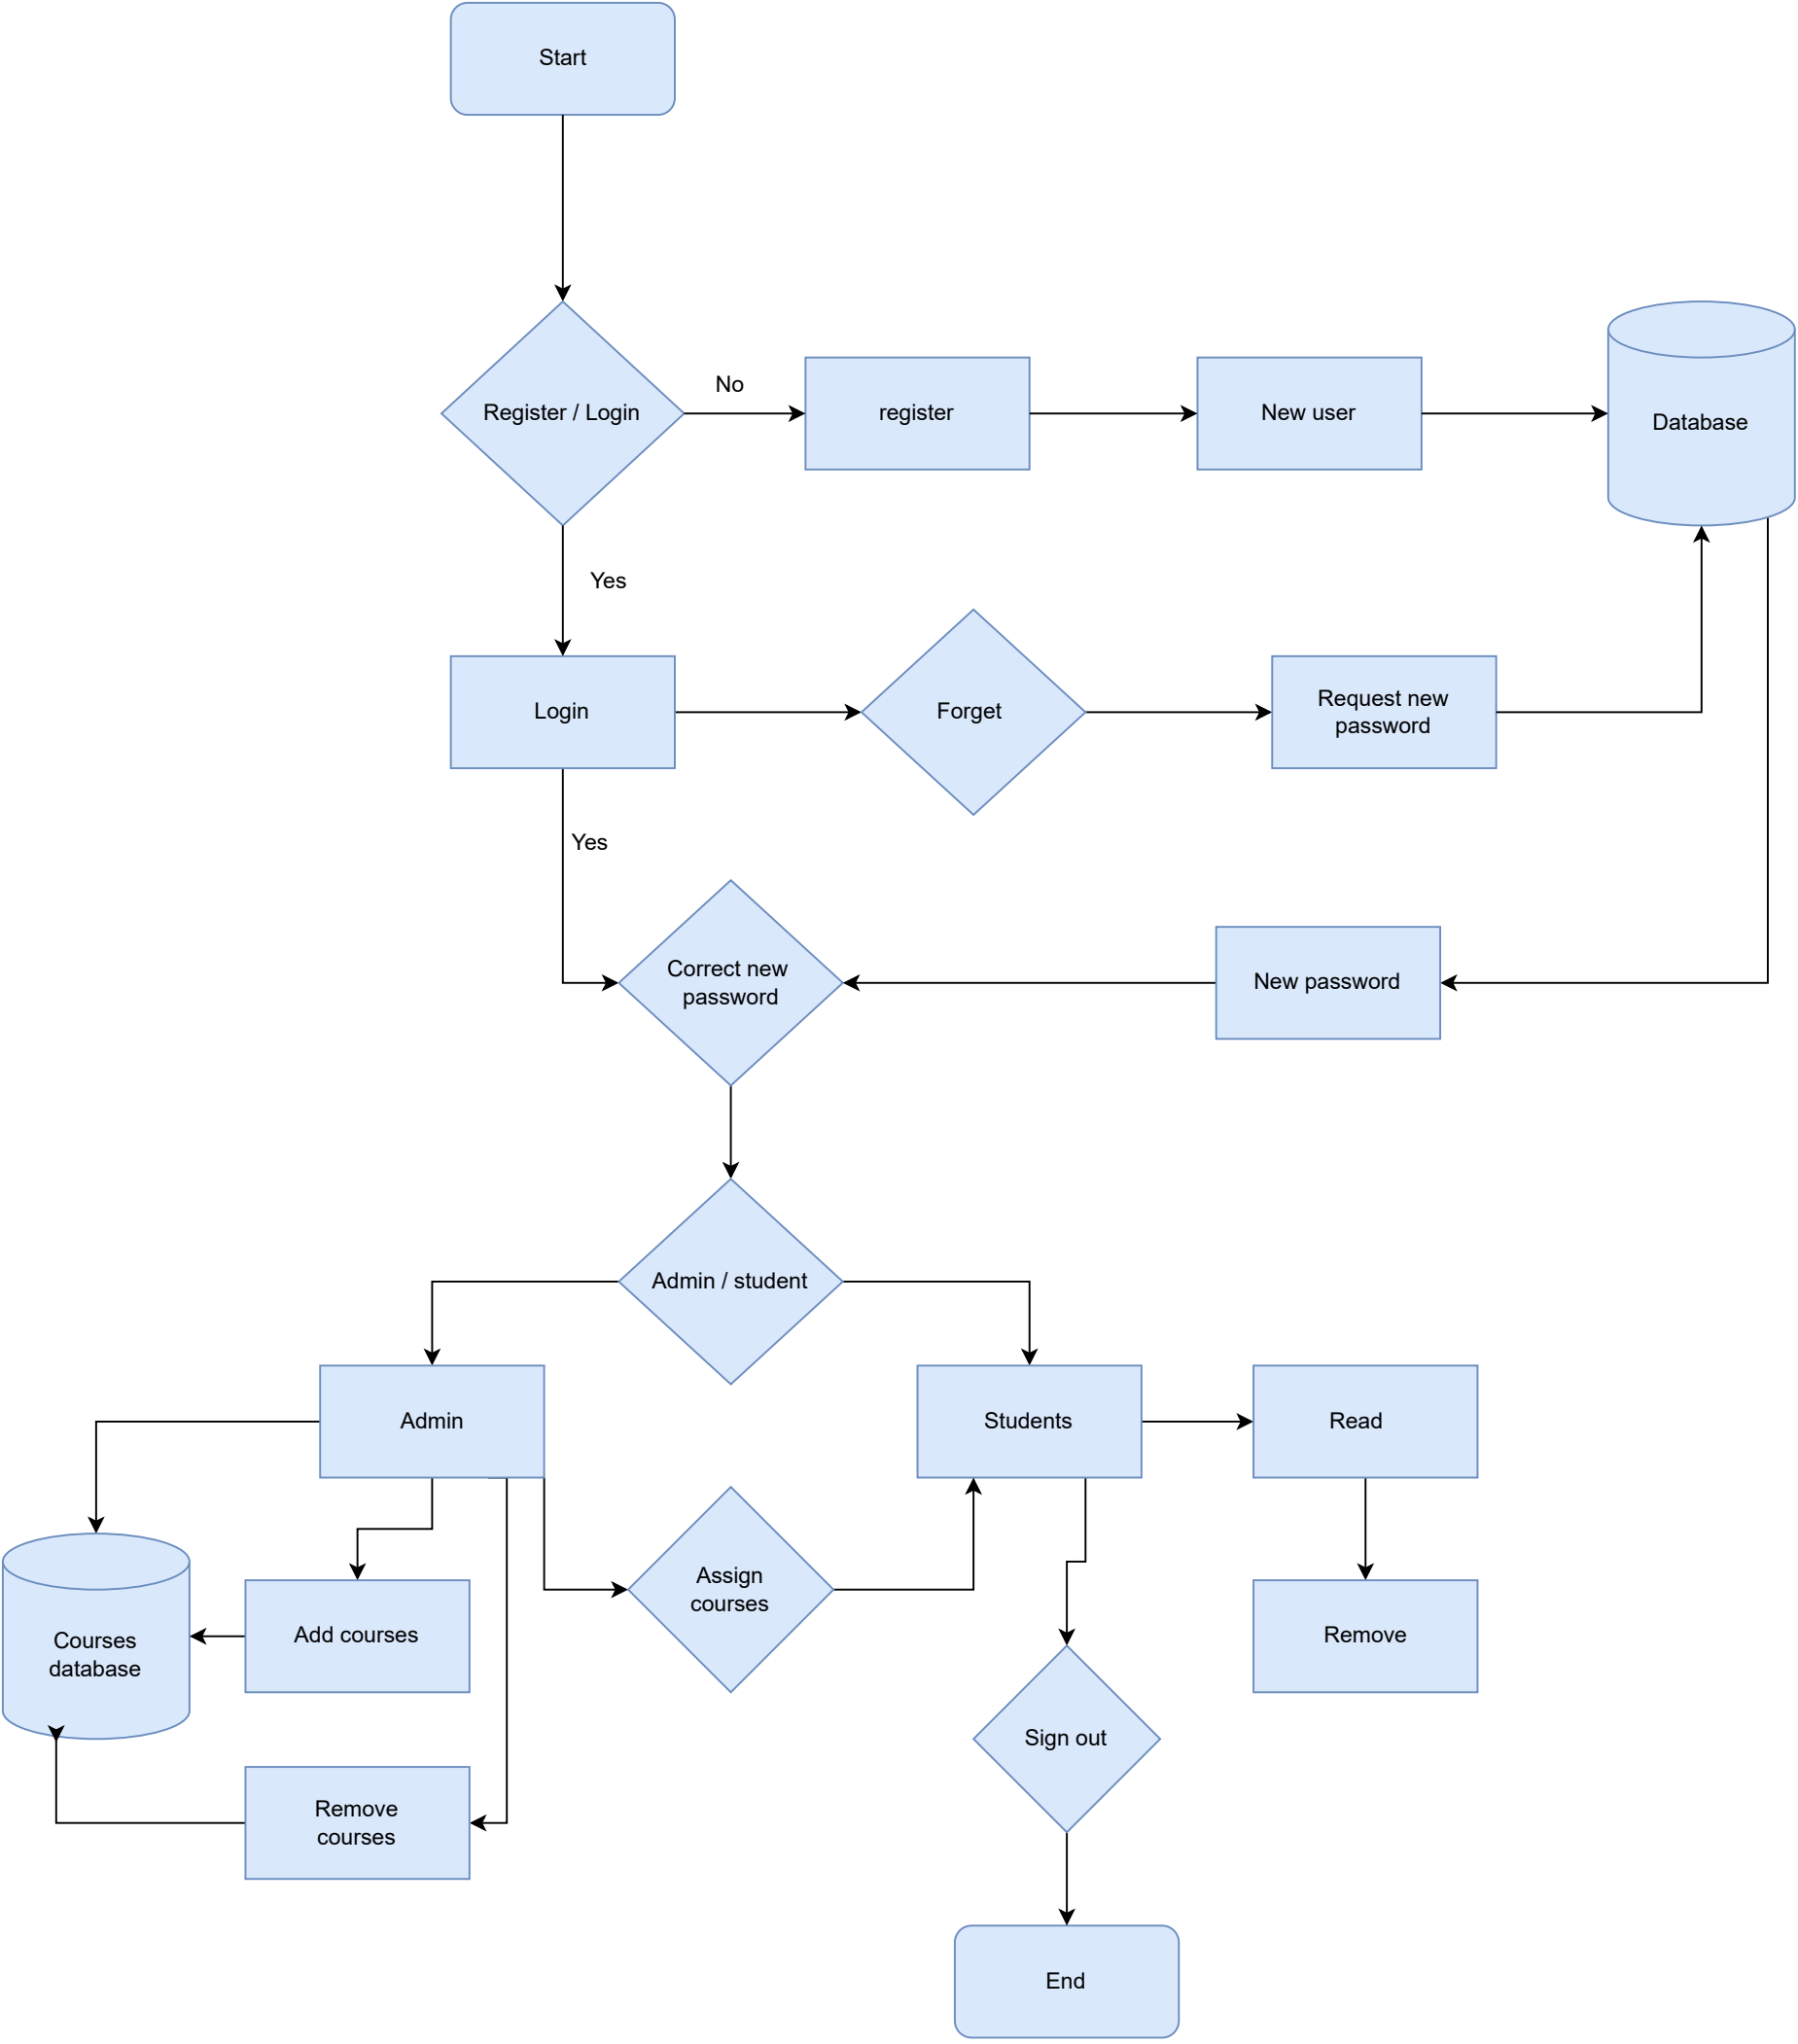 Start
Register / Login
No
register
New user
Database
Yes
Login
Forget
Request new
password
Yes
Correct new
password
New password
Admin / student
Admin
Students
Read
Assign
courses
Add courses
Remove
Courses
database
Sign out
Remove
courses
End